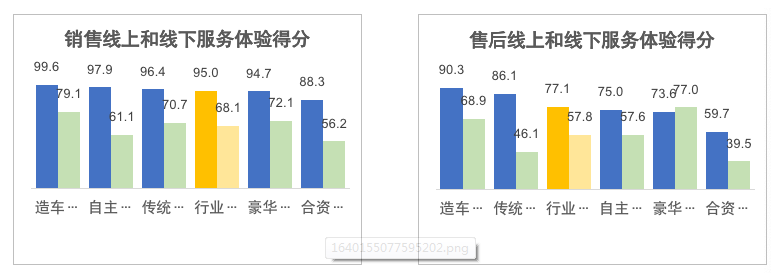 销售线上和线下服务体验得分
99.6 97.9 96.4 95.0 94.7 88.3
79.1 61.1 70.7 68.1 72.1 56.2
造车… 自主… 传统… 行业… 豪华… 合资…
售后线上和线下服务体验得分
90.3 86.1 77.1 75.0 73.6 59.7
68.9 46.1 57.8 57.6 77.0 39.5
造车… 传统… 行业… 自主… 豪华… 合资…
1640155077595202.png